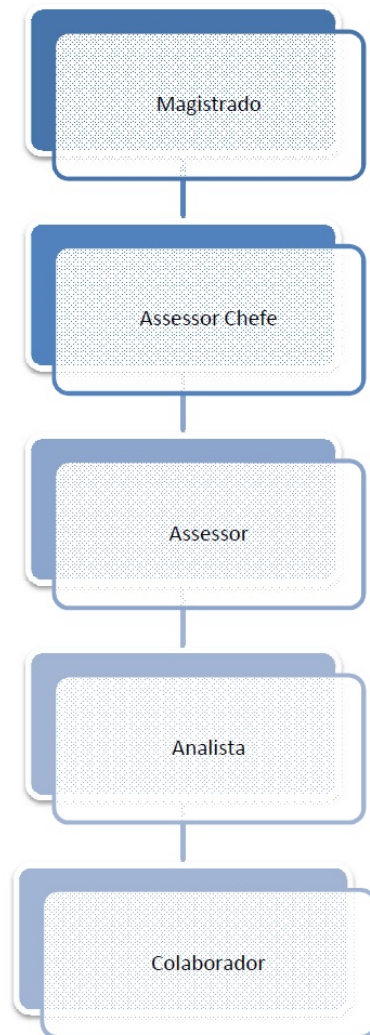 Magistrado
Assessor Chefe
Assessor
Analista
Colaborador